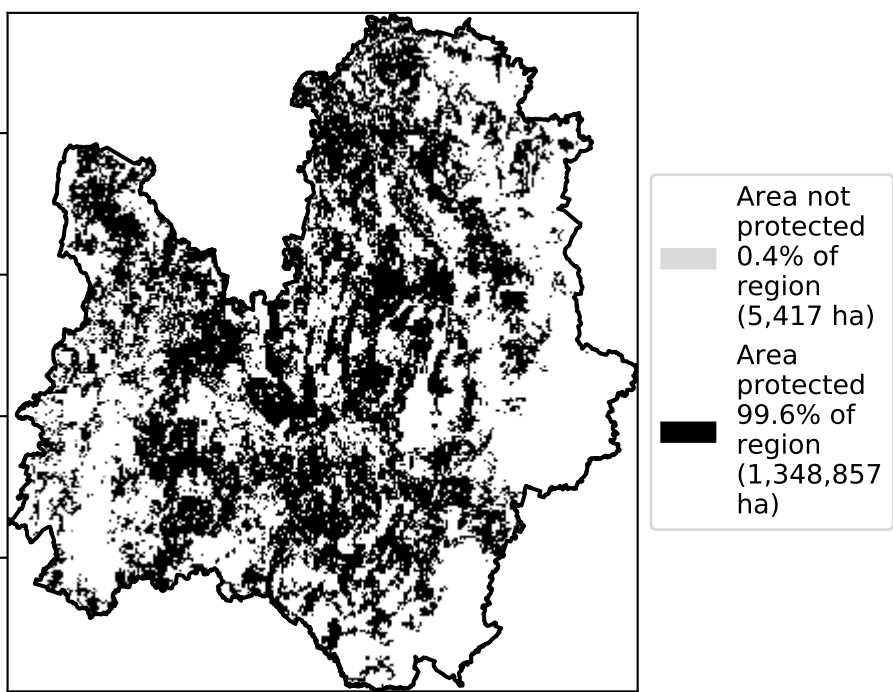 Area not
protected
0.4% of
region
(5,417 ha)
Area
protected
99.6% of
region
(1,348,857
ha)